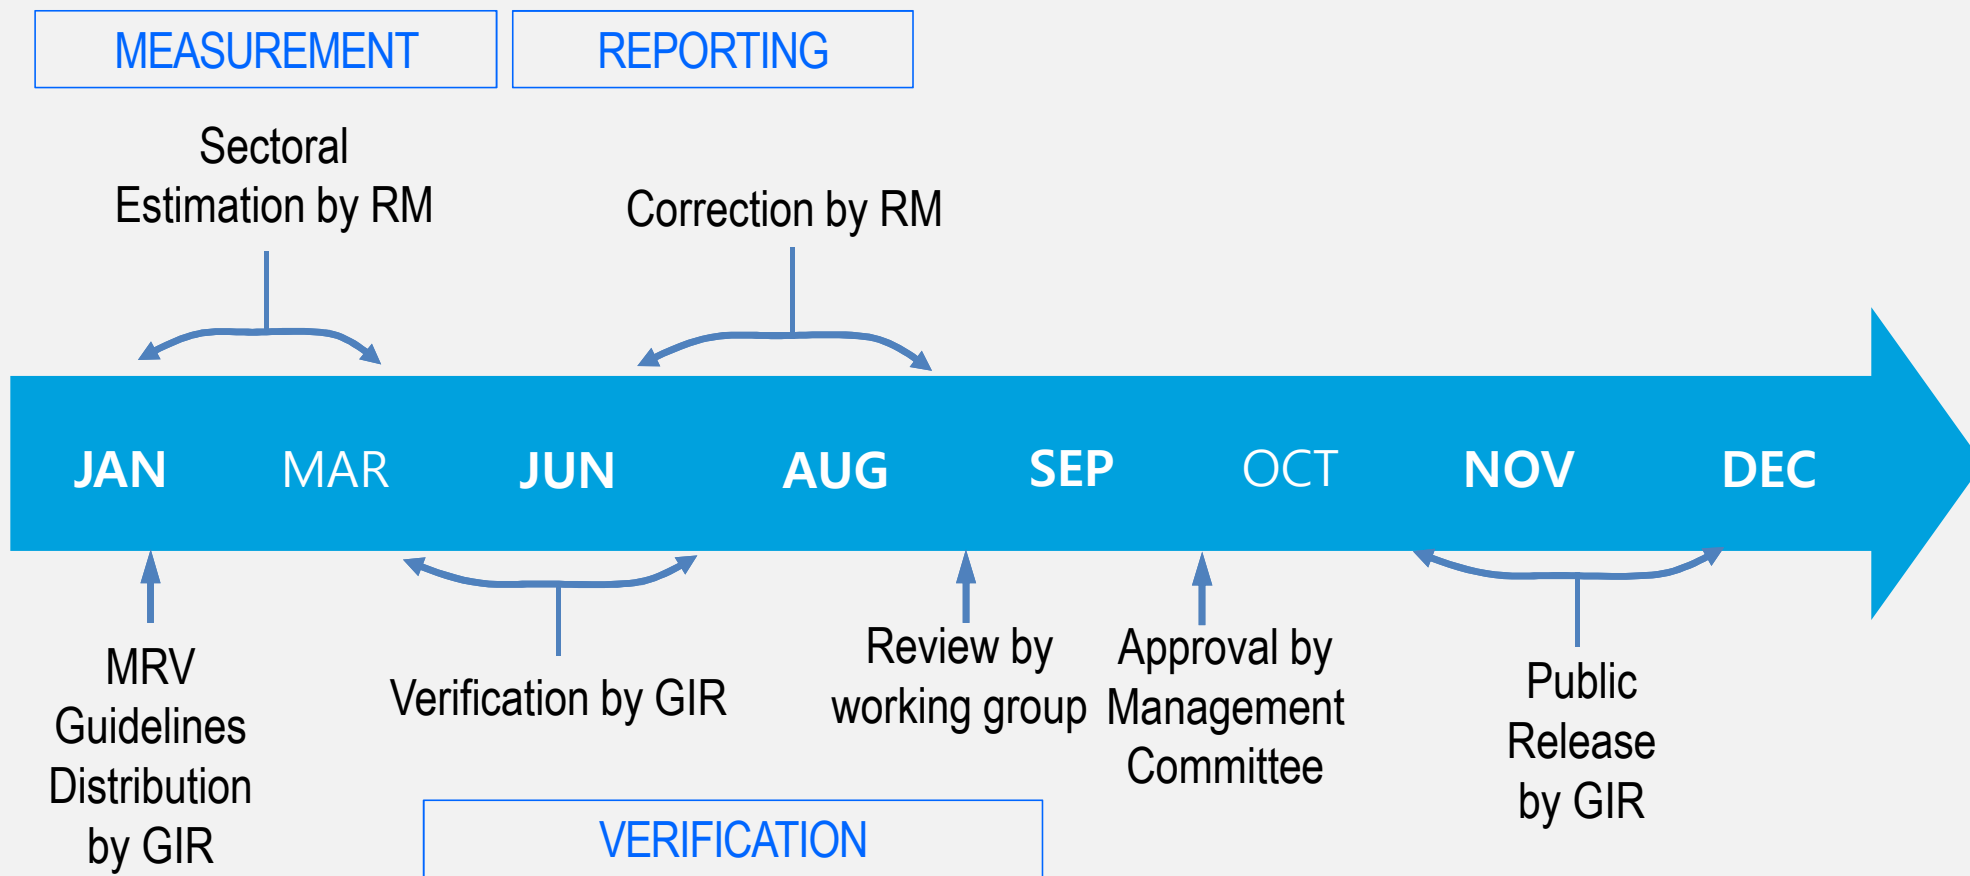 MEASUREMENT
REPORTING
Sectoral
Estimation by RM
Correction by RM
JAN MAR JUN AUG SEP OCT NOV DEC
MRV
Guidelines
Distribution
by GIR
Verification by GIR
Review by
working group
Approval by
Management
Committee
Public
Release
by GIR
VERIFICATION